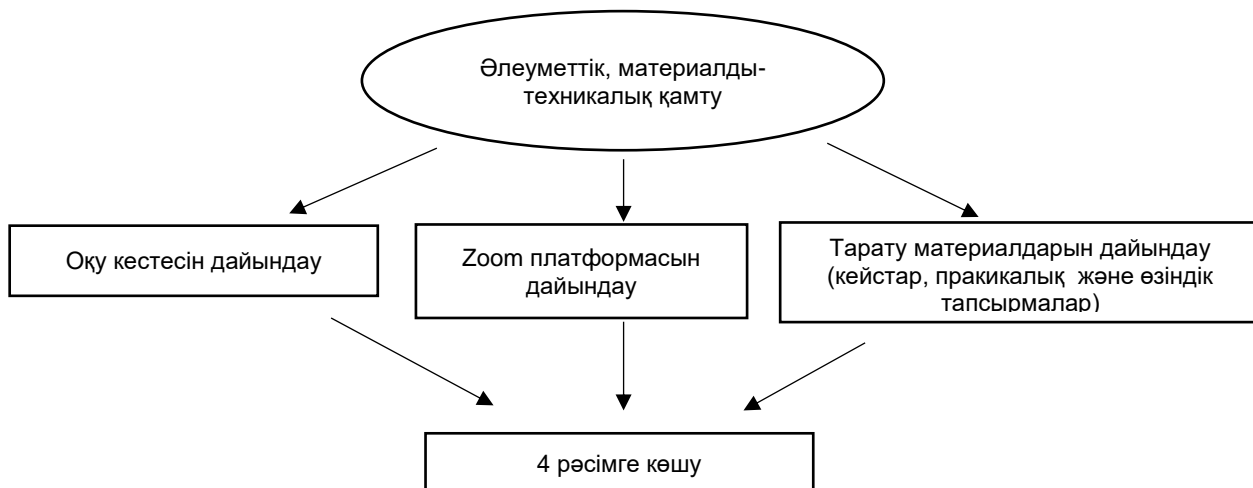 Әлеуметтік, материалды-
техникалық қамту
Оқу кестесін дайындау
Zoom платформасын
дайындау
Тарату материалдарын дайындау
(кейстар, пракикалық және өзіндік
тапсырмалар)
4 рәсімге көшу